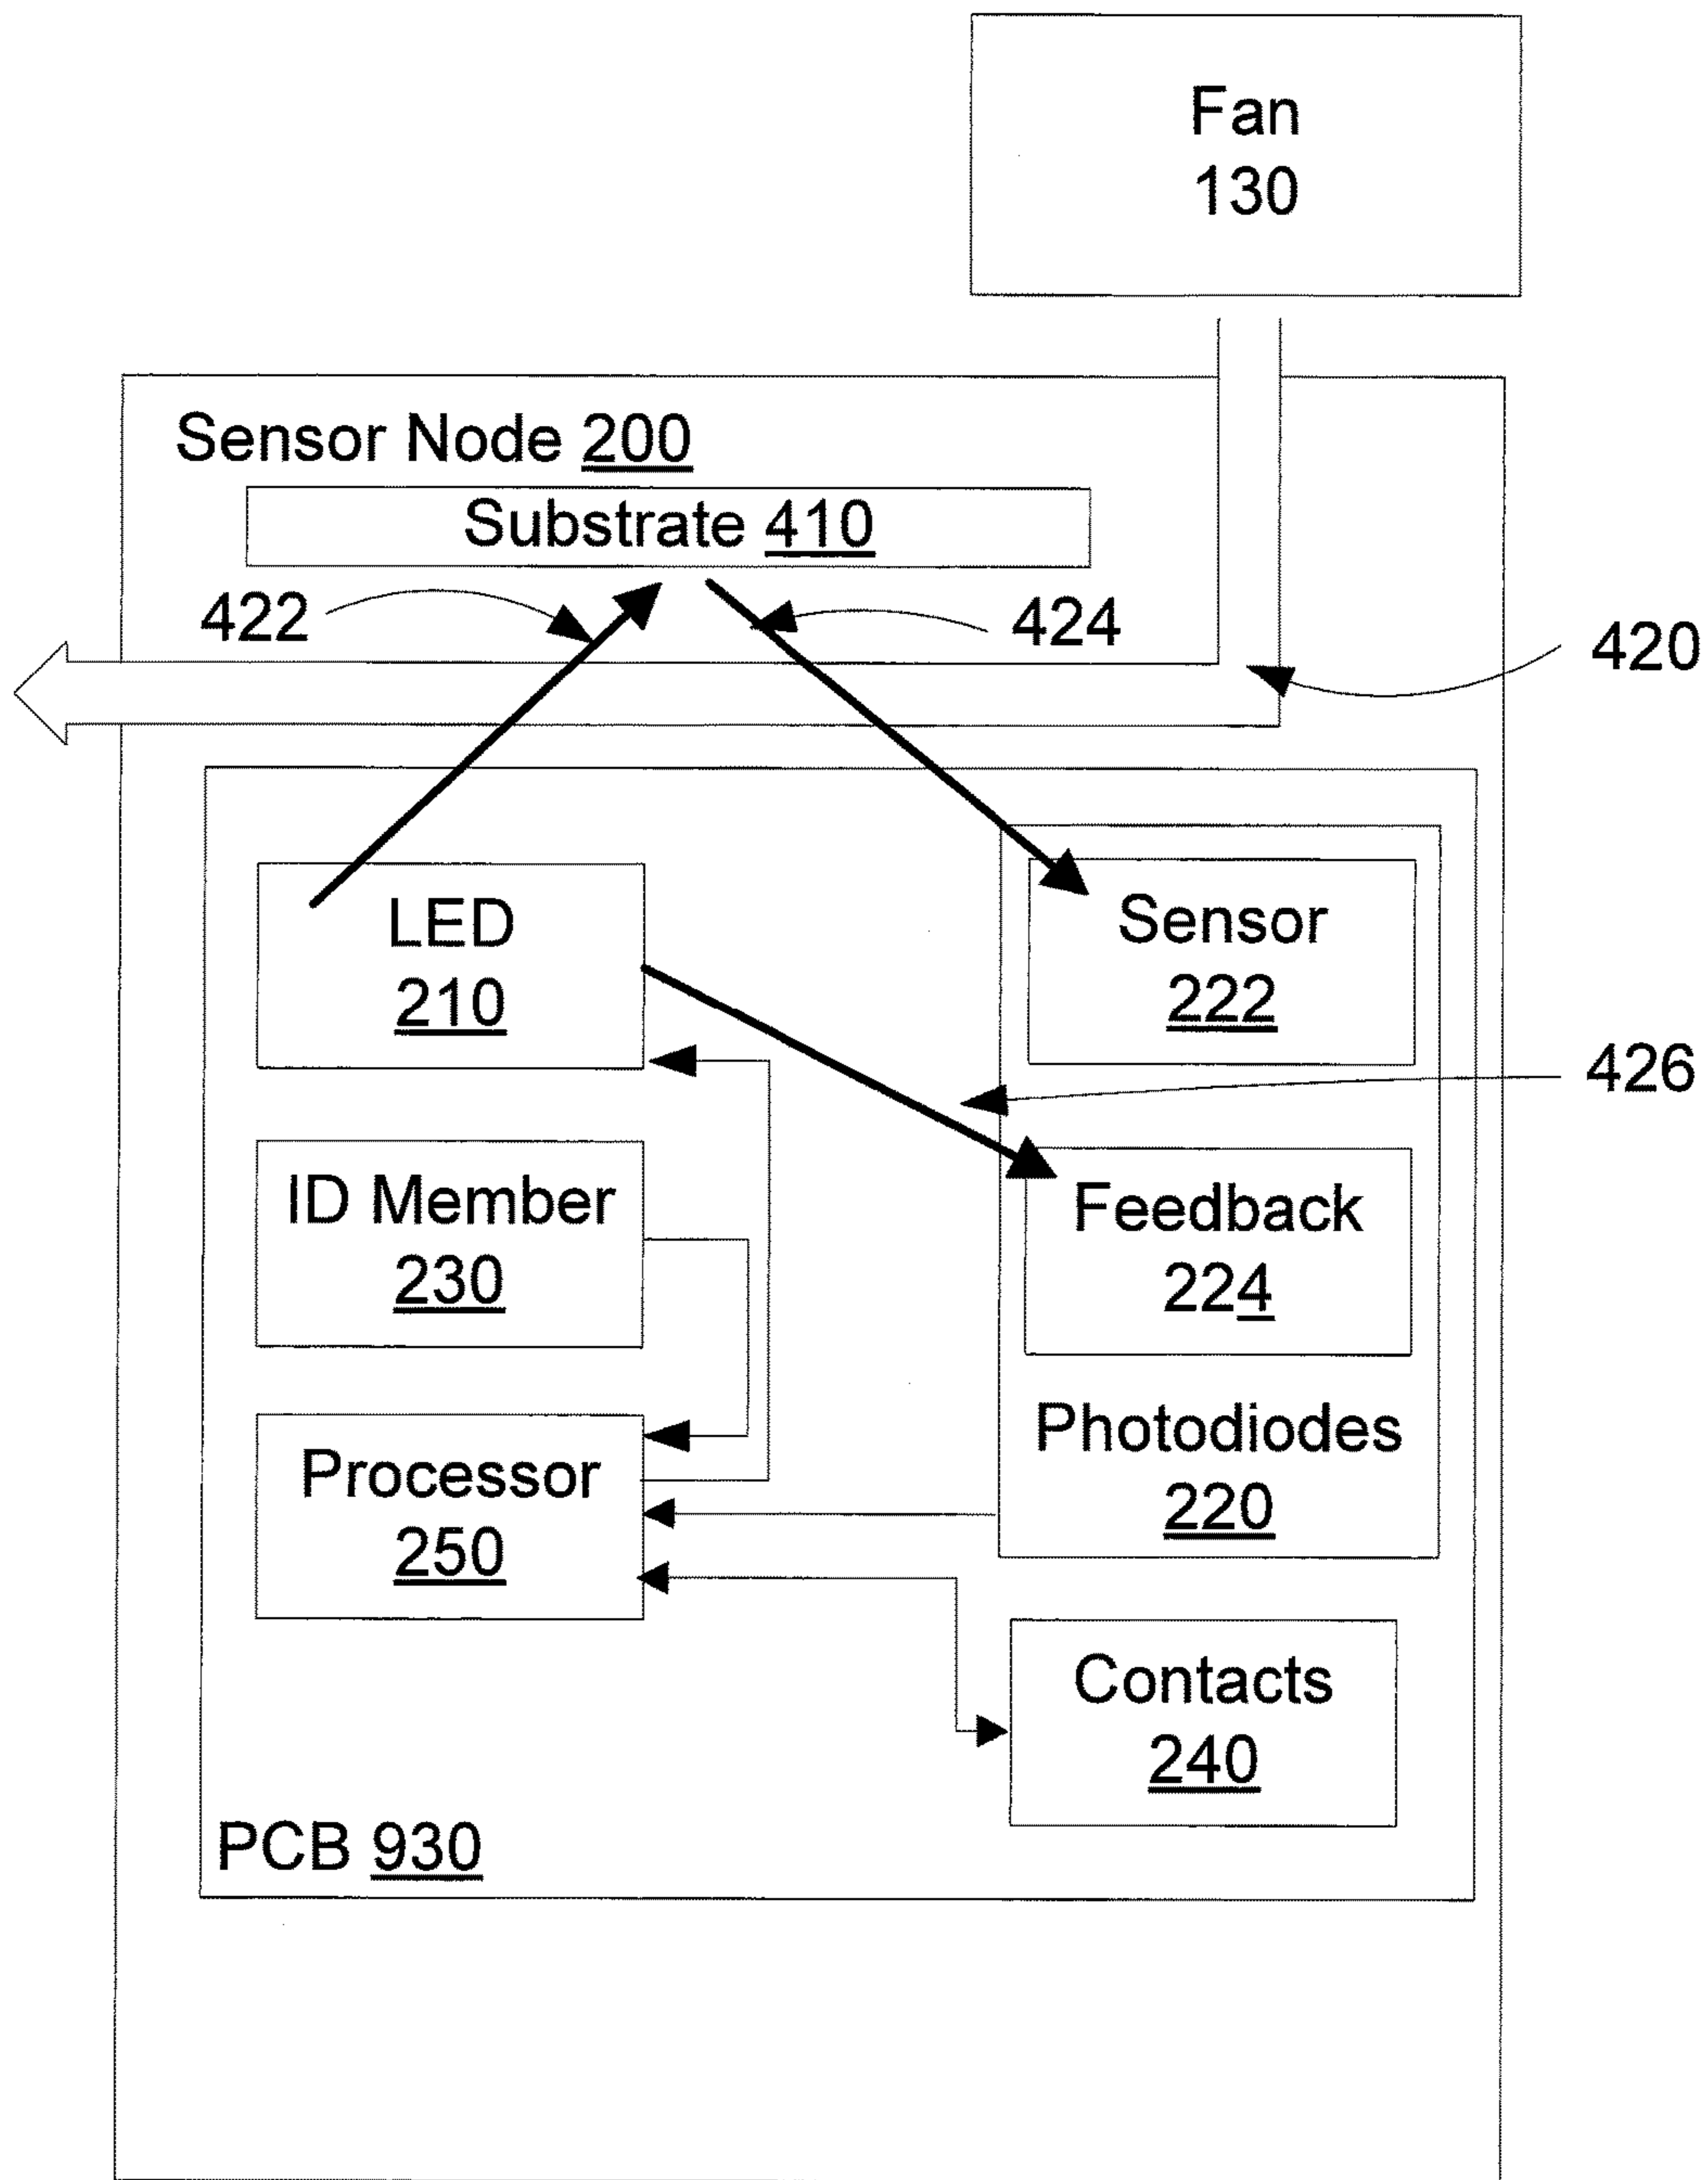 Fan
130
Sensor Node 200
Substrate 410
422
424
420
LED
210
Sensor
222
426
ID Member
230
Feedback
224
Processor
250
Photodiodes
220
Contacts
240
PCB 930